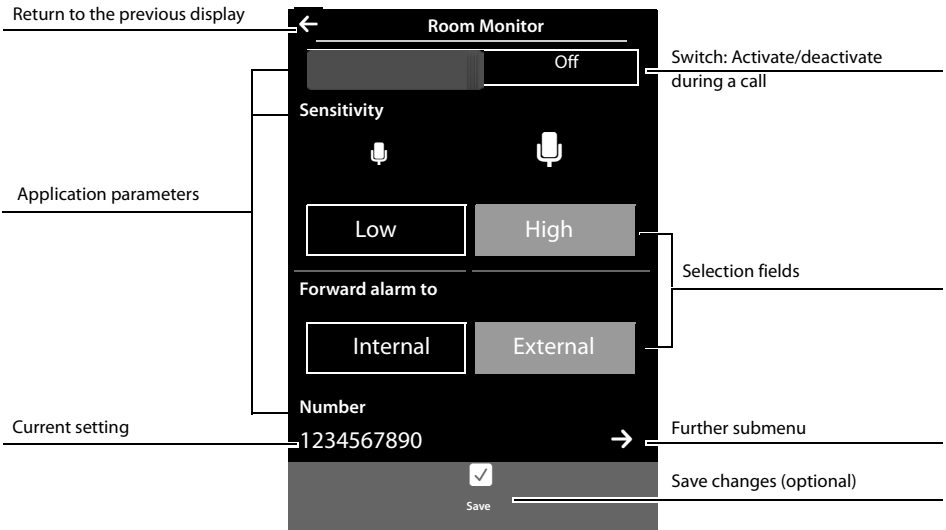 Return to the previous display
Room Monitor
Off
Switch: Activate/deactivate
during a call
Sensitivity
Application parameters
Low
High
Selection fields
Forward alarm to
Internal
External
Number
Current setting
1234567890
Further submenu
Save changes (optional)
Save